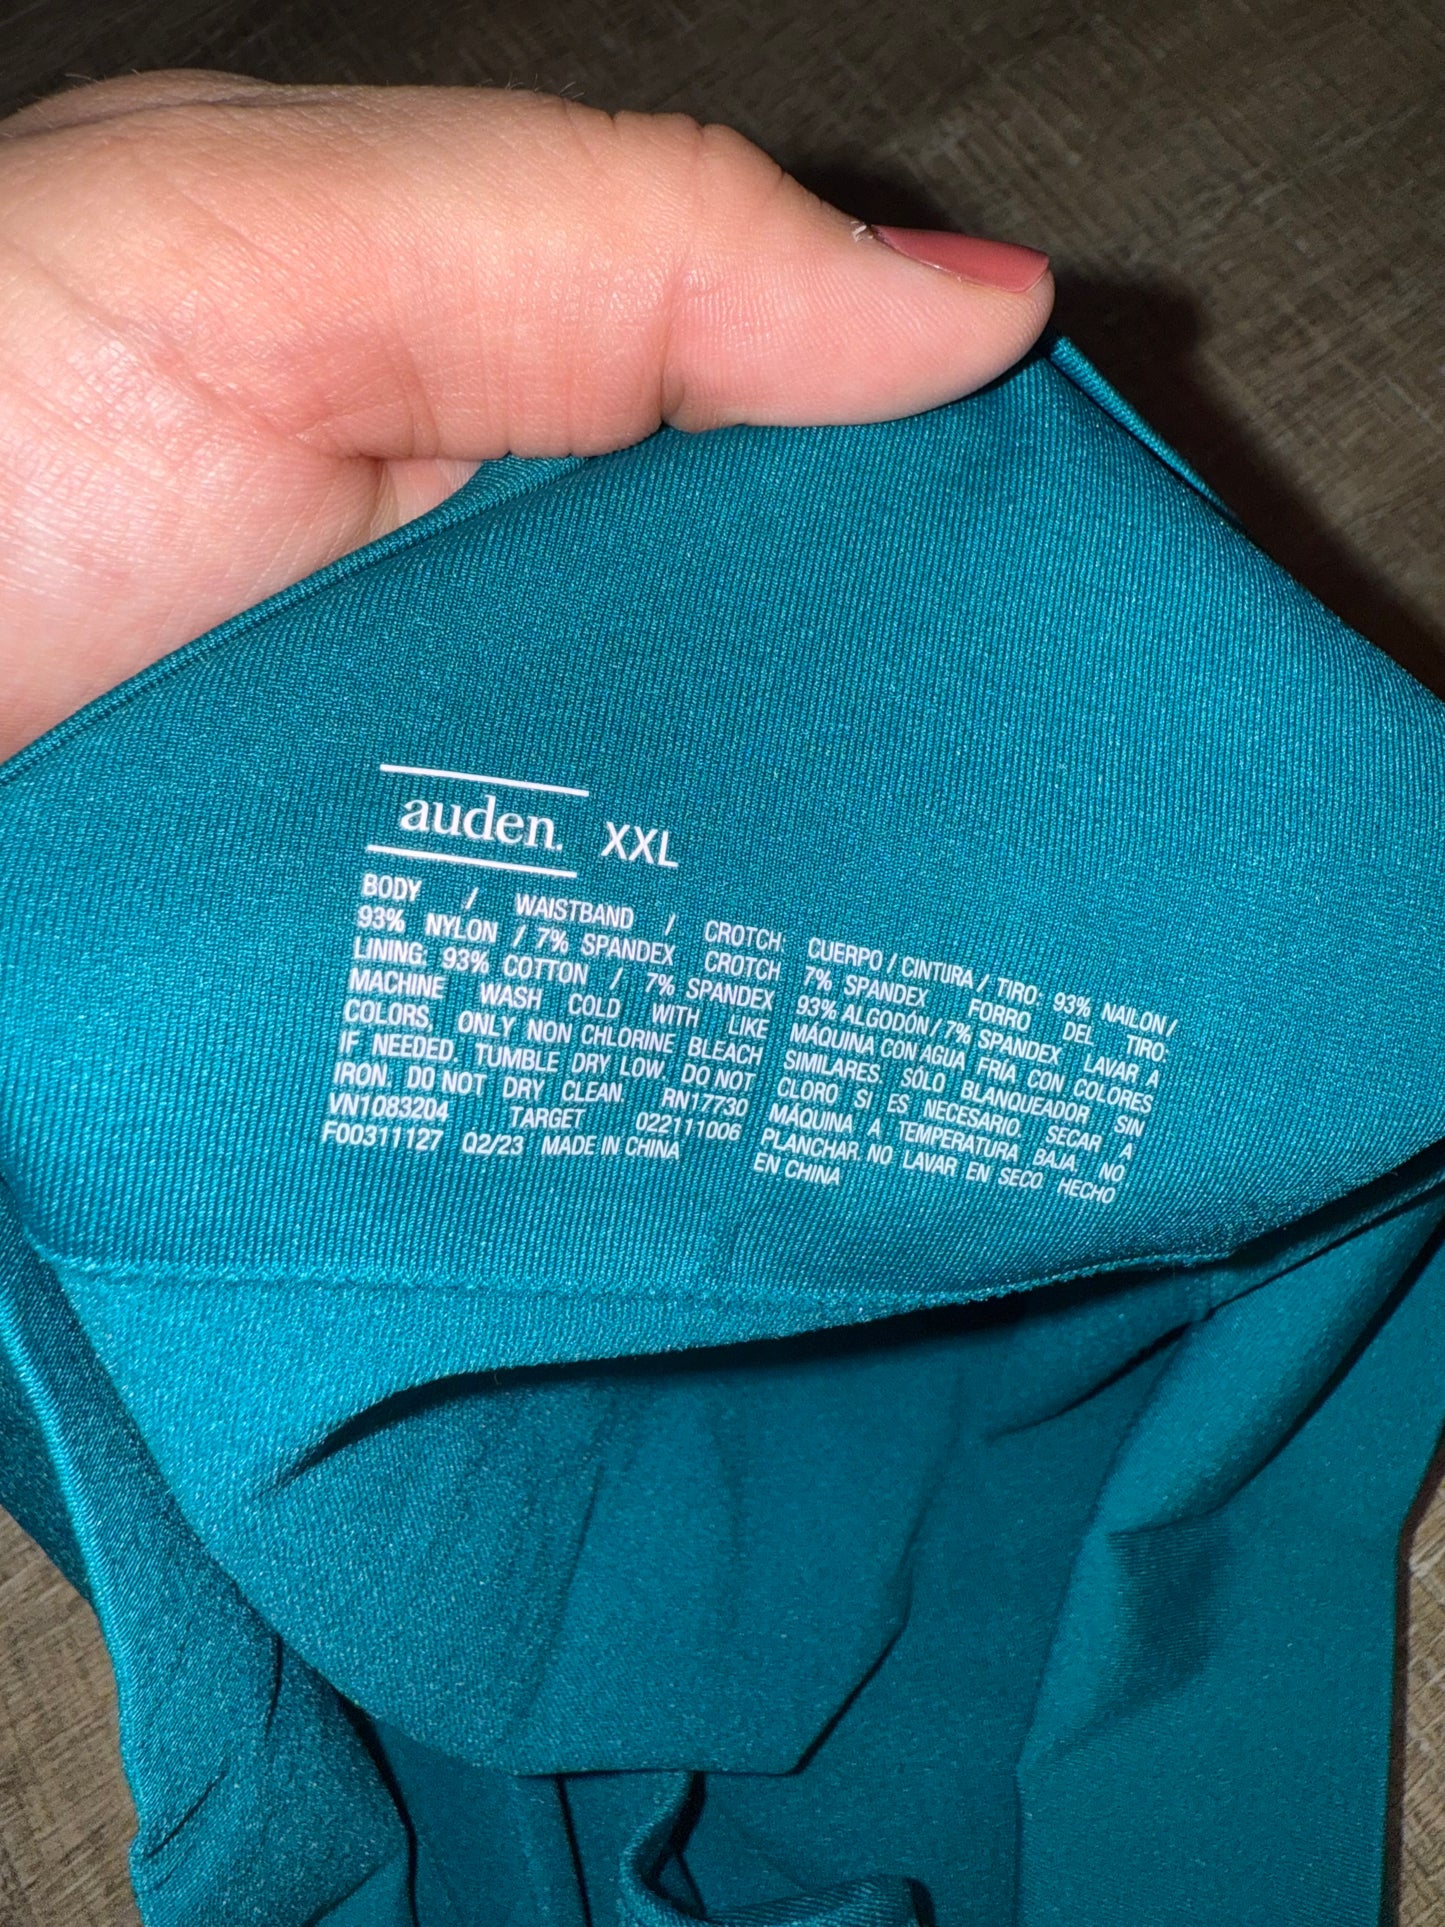 auden. XXL
BODY / WAISTBAND / CROTCH:
93% NYLON / 7% SPANDEX CROTCH
LINING: 93% COTTON / 7% SPANDEX
MACHINE WASH COLD WITH LIKE
COLORS. ONLY NON CHLORINE BLEACH
IF NEEDED. TUMBLE DRY LOW. DO NOT
IRON. DO NOT DRY CLEAN. RN17730
VN1083204 TARGET 022111006
F00311127 Q2/23 MADE IN CHINA
CUERPO / CINTURA / TIRO: 93% NAILON /
7% SPANDEX FORRO DEL TIRO:
93% ALGODÓN / 7% SPANDEX LAVAR A
MÁQUINA CON AGUA FRÍA CON COLORES
SIMILARES. SÓLO BLANQUEADOR SIN
CLORO SI ES NECESARIO. SECAR A
MÁQUINA A TEMPERATURA BAJA. NO
PLANCHAR. NO LAVAR EN SECO HECHO
EN CHINA